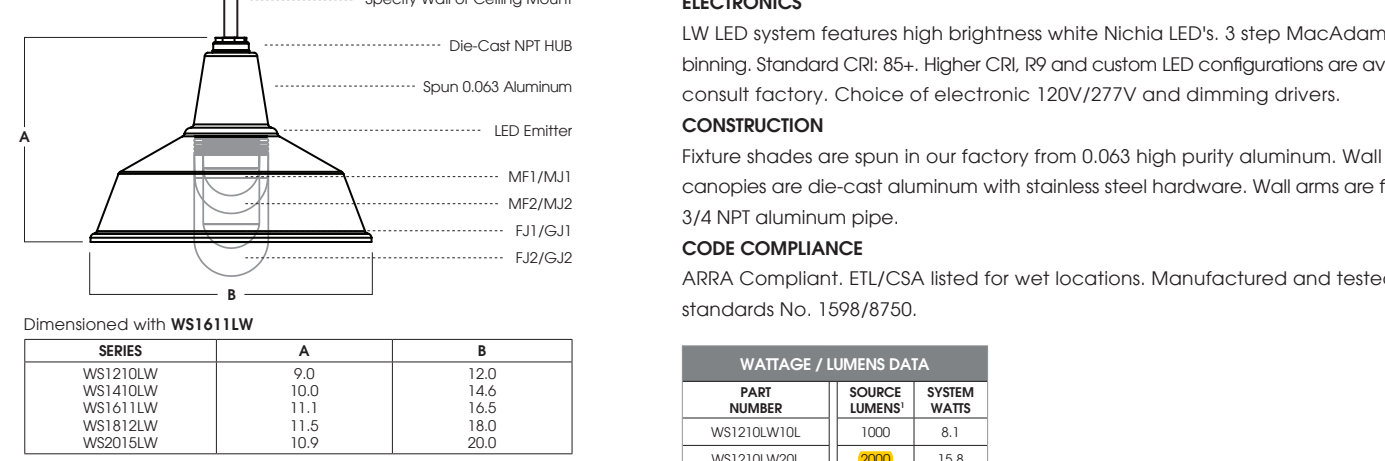 Specify Wall or Ceiling Mount
Die-Cast NPT HUB
Spun 0.063 Aluminum
LED Emitter
MF1/MJ1
MF2/MJ2
FJ1/GJ1
FJ2/GJ2
A
B
Dimensioned with WS1611LW
SERIES A B
WS1210LW 9.0 12.0
WS1410LW 10.0 14.6
WS1611LW 11.1 16.5
WS1812LW 11.5 18.0
WS2015LW 10.9 20.0
ELECTRONICS
LW LED system features high brightness white Nichia LED's. 3 step MacAdam
binning. Standard CRI: 85+. Higher CRI, R9 and custom LED configurations are av
consult factory. Choice of electronic 120V/277V and dimming drivers.
CONSTRUCTION
Fixture shades are spun in our factory from 0.063 high purity aluminum. Wall
canopies are die-cast aluminum with stainless steel hardware. Wall arms are f
3/4 NPT aluminum pipe.
CODE COMPLIANCE
ARRA Compliant. ETL/CSA listed for wet locations. Manufactured and teste
standards No. 1598/8750.
WATTAGE / LUMENS DATA
PART NUMBER SOURCE LUMENS¹ SYSTEM WATTS
WS1210LW10L 1000 8.1
WS1210LW20L 2000 15.8